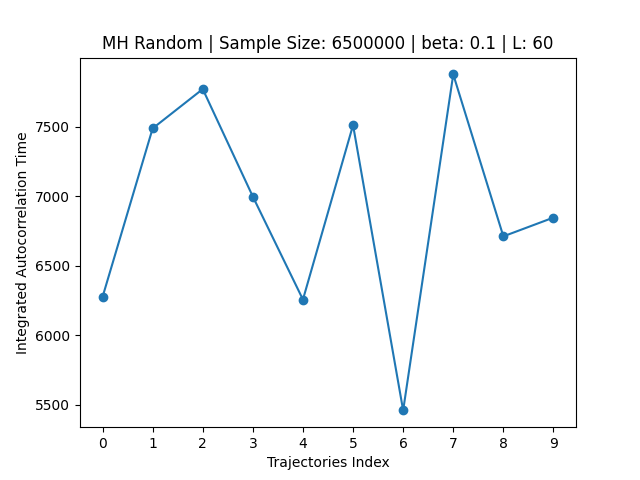 MH Random | Sample Size: 6500000 | beta: 0.1 | L: 60
Integrated Autocorrelation Time
7500
7000
6500
6000
5500
0 1 2 3 4 5 6 7 8 9
Trajectories Index